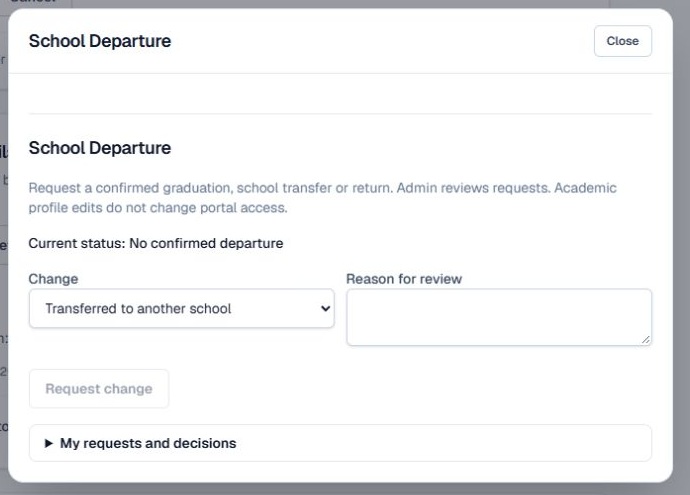 School Departure
Close
School Departure
Request a confirmed graduation, school transfer or return. Admin reviews requests. Academic
profile edits do not change portal access.
Current status: No confirmed departure
Change
Reason for review
Transferred to another school
Request change
My requests and decisions